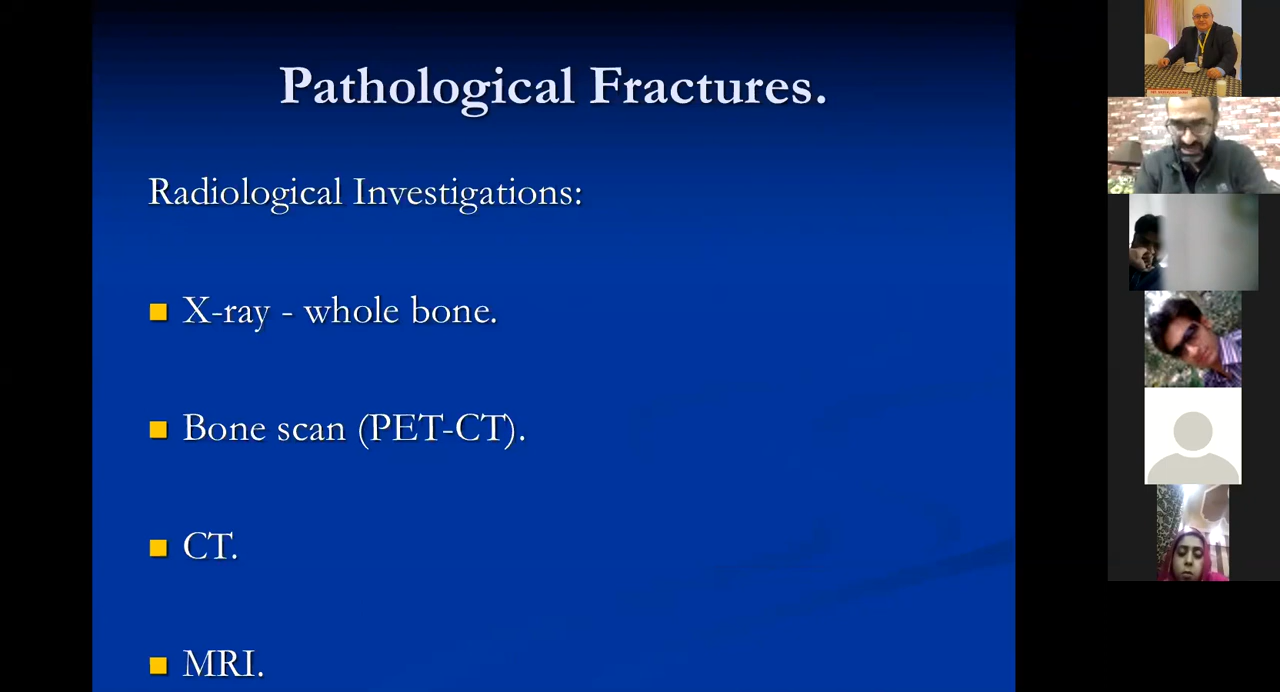 Pathological Fractures.
Radiological Investigations:
X-ray - whole bone.
Bone scan (PET-CT).
CT.
MRI.